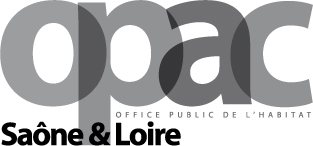 opac
OFFICE PUBLIC DE L'HABITAT
Saône & Loire